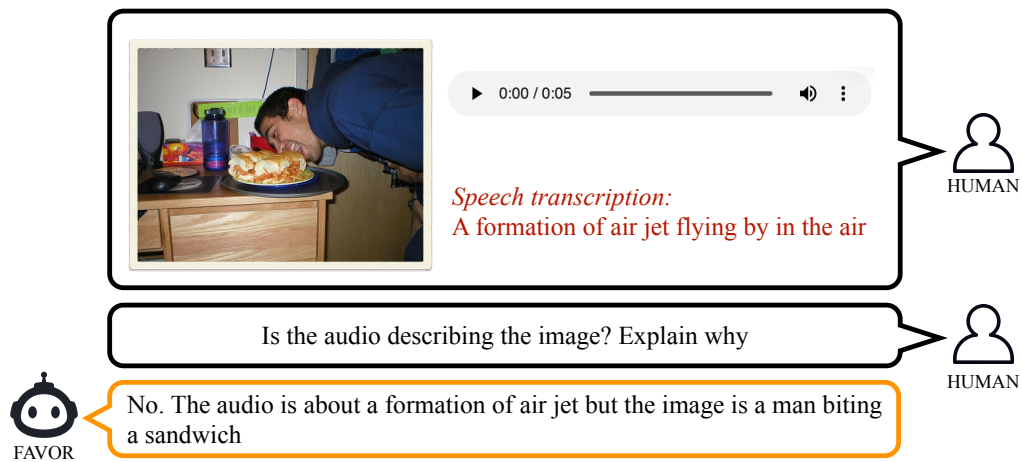 0:00 / 0:05
Speech transcription:
A formation of air jet flying by in the air
HUMAN
Is the audio describing the image? Explain why
HUMAN
No. The audio is about a formation of air jet but the image is a man biting
a sandwich
FAVOR